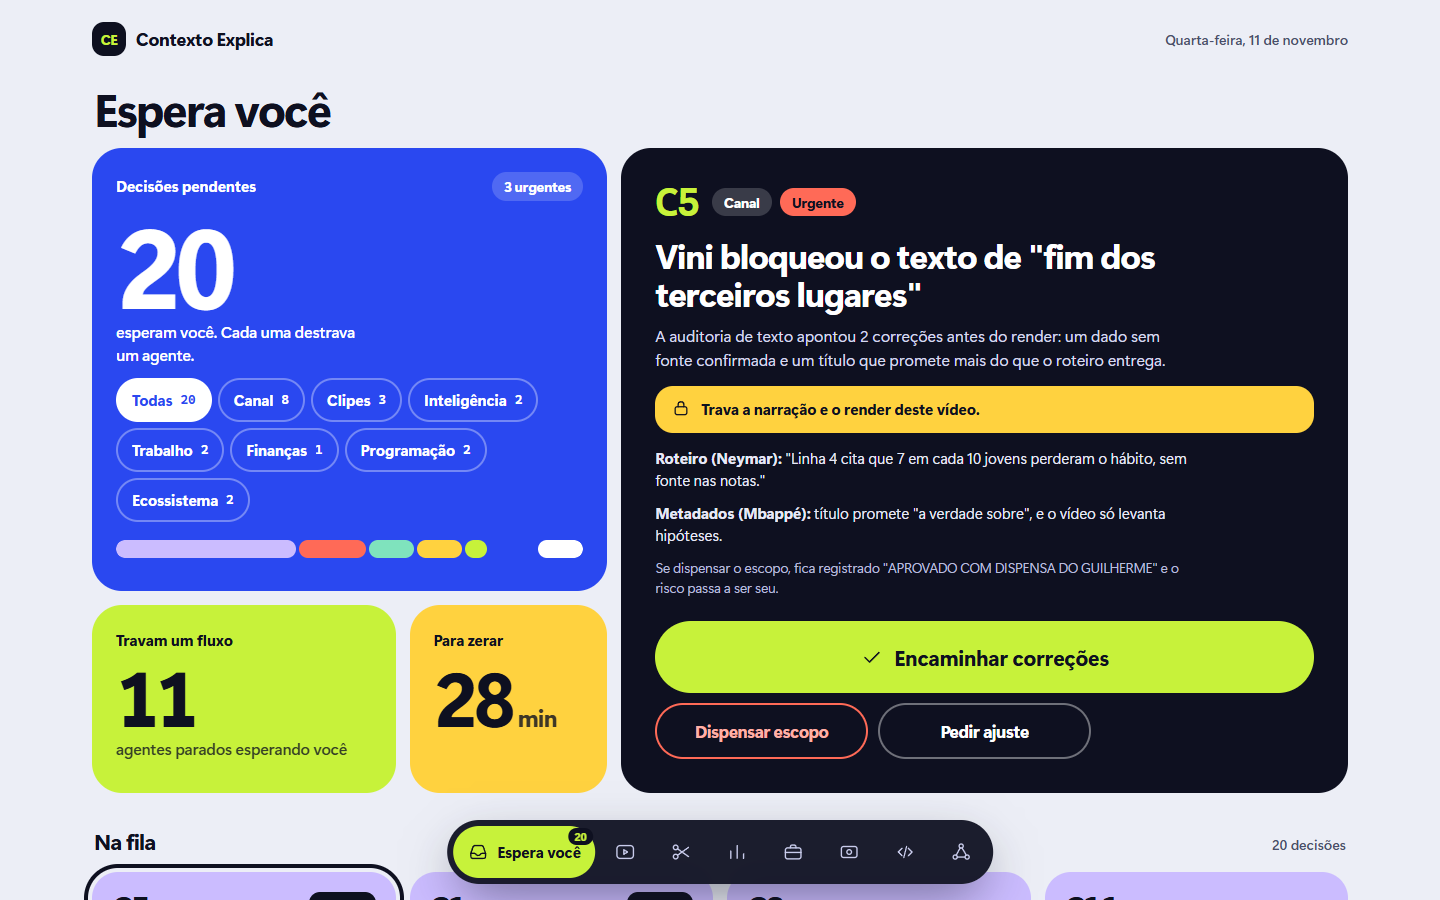 CE
Contexto Explica
Quarta-feira, 11 de novembro
Espera você
Decisões pendentes
3 urgentes
20
esperam você. Cada uma destrava
um agente.
Todas 20
Canal 8
Clipes 3
Inteligência 2
Trabalho 2
Finanças 1
Programação 2
Ecossistema 2
Travam um fluxo
11
agentes parados esperando você
Para zerar
28 min
C5
Canal
Urgente
Vini bloqueou o texto de "fim dos
terceiros lugares"
A auditoria de texto apontou 2 correções antes do render: um dado sem
fonte confirmada e um título que promete mais do que o roteiro entrega.
Trava a narração e o render deste vídeo.
Roteiro (Neymar): "Linha 4 cita que 7 em cada 10 jovens perderam o hábito, sem
fonte nas notas."
Metadados (Mbappé): título promete "a verdade sobre", e o vídeo só levanta
hipóteses.
Se dispensar o escopo, fica registrado "APROVADO COM DISPENSA DO GUILHERME" e o
risco passa a ser seu.
Encaminhar correções
Dispensar escopo
Pedir ajuste
Na fila
20 decisões
Espera você
20